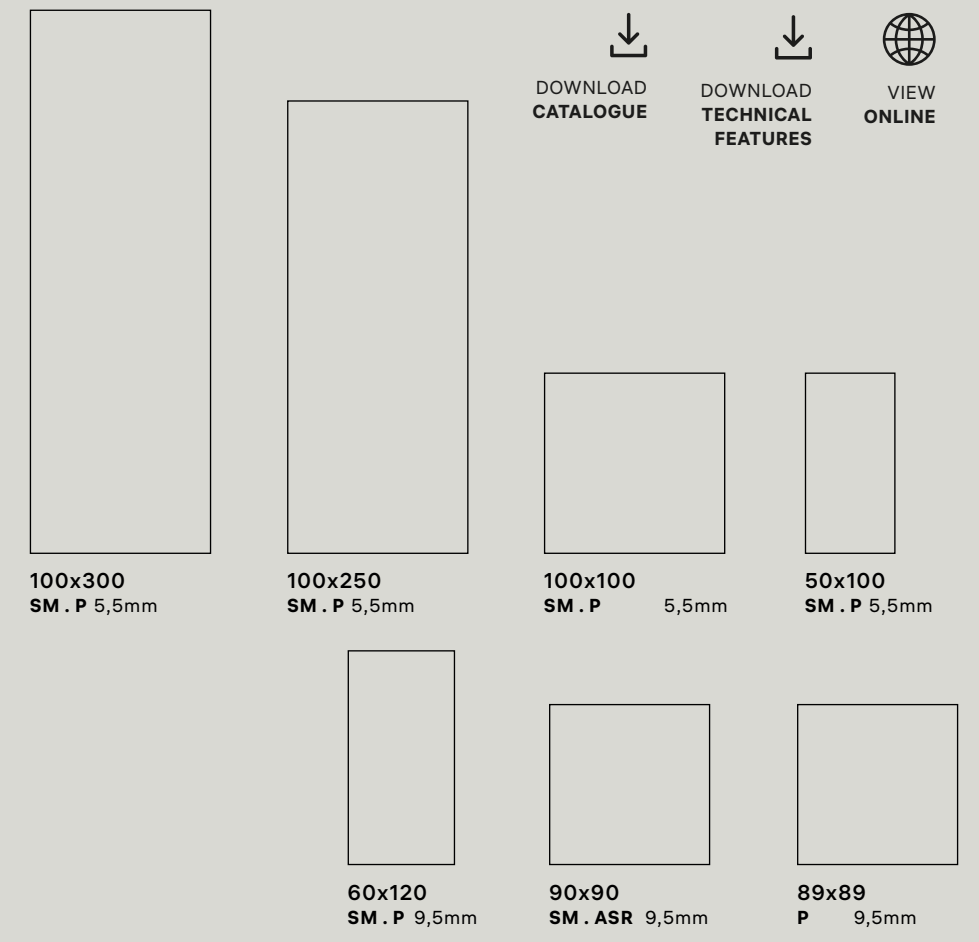 DOWNLOAD
CATALOGUE
DOWNLOAD
TECHNICAL
FEATURES
VIEW
ONLINE
100x300
SM . P 5,5mm
100x250
SM . P 5,5mm
100x100
SM . P 5,5mm
50x100
SM . P 5,5mm
60x120
SM . P 9,5mm
90x90
SM . ASR 9,5mm
89x89
P 9,5mm